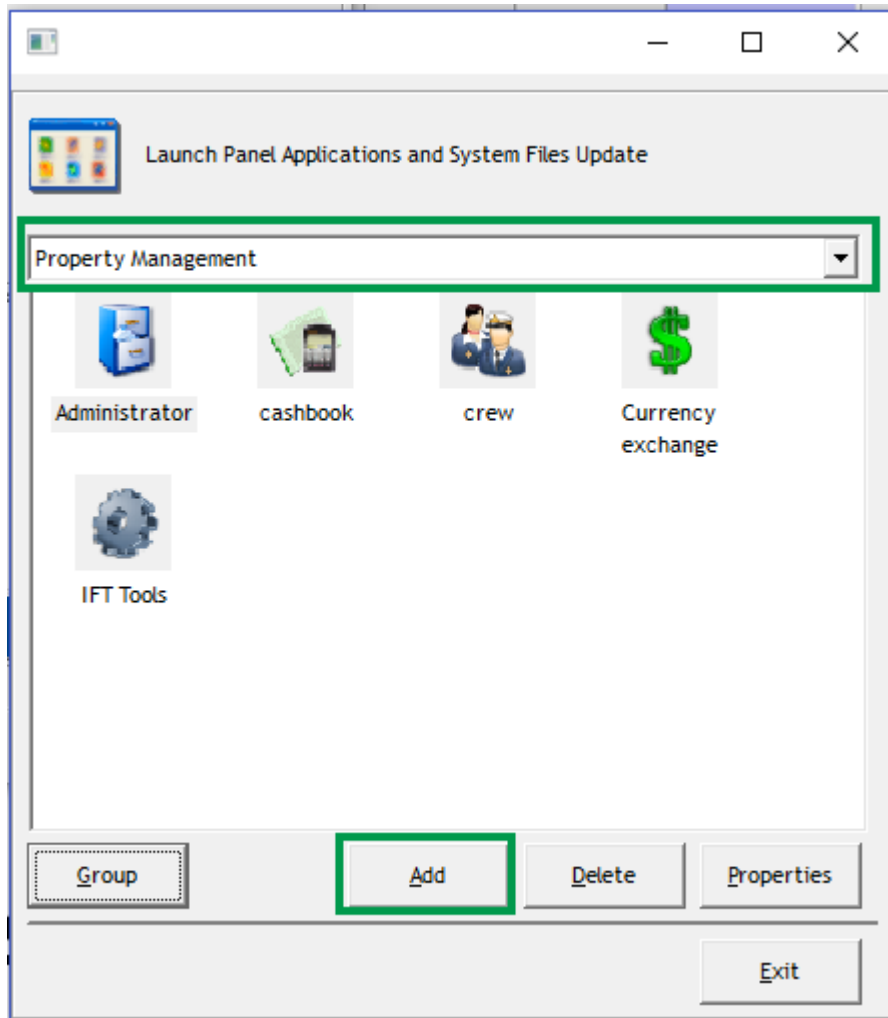 Launch Panel Applications and System Files Update
Property Management
Administrator
cashbook
crew
Currency
exchange
IFT Tools
Group
Add
Delete
Properties
Exit